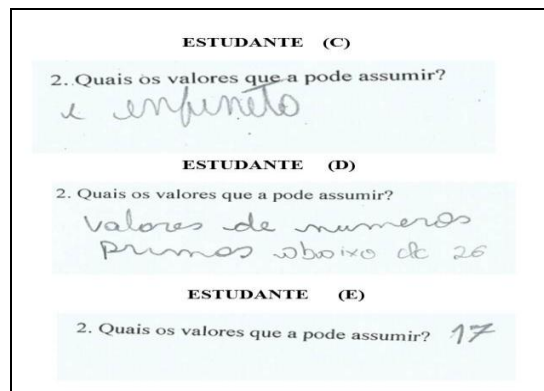 ESTUDANTE (C)
2. Quais os valores que a pode assumir?
é enfineto
ESTUDANTE (D)
2. Quais os valores que a pode assumir?
Valores de numeros
primos abaixo de 26
ESTUDANTE (E)
2. Quais os valores que a pode assumir? 17